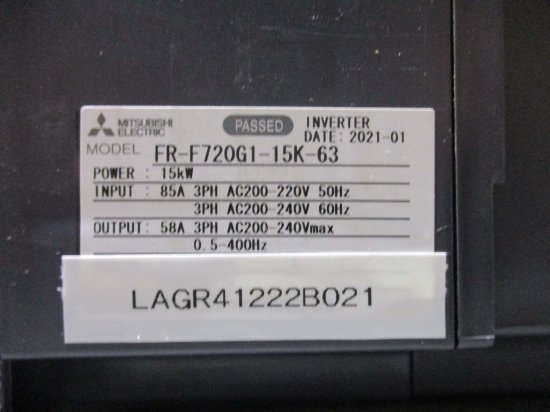 MITSUBISHI ELECTRIC PASSED INVERTER
DATE: 2021-01
MODEL FR-F720G1-15K-63
POWER : 15kW
INPUT : 85A 3PH AC200-220V 50Hz
3PH AC200-240V 60Hz
OUTPUT: 58A 3PH AC200-240Vmax
0.5-400Hz
LAGR41222B021